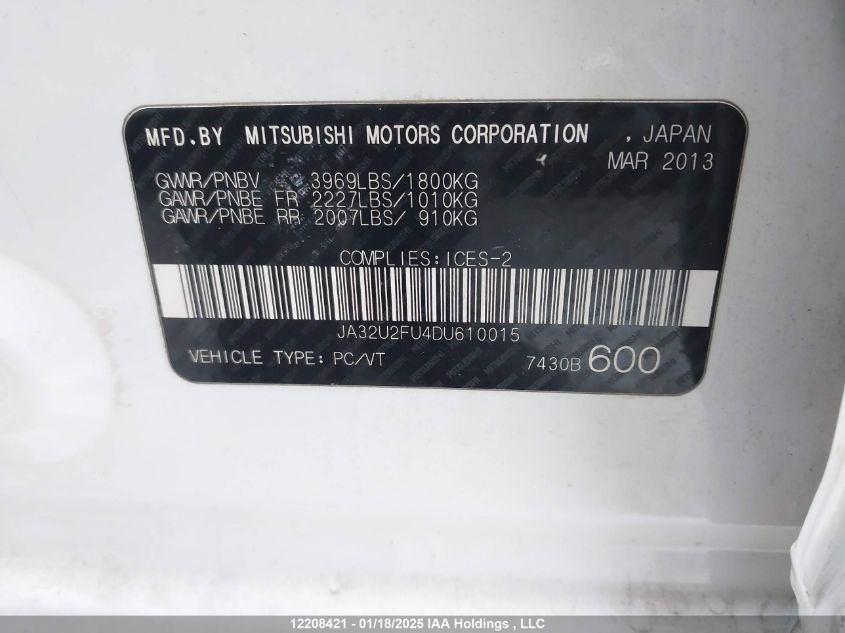 MFD.BY MITSUBISHI MOTORS CORPORATION , JAPAN
MAR 2013
GVWR/PNBV 3969LBS/1800KG
GAWR/PNBE FR 2227LBS/1010KG
GAWR/PNBE RR 2007LBS/ 910KG
COMPLIES:ICES-2
JA32U2FU4DU610015
VEHICLE TYPE: PC/VT 7430B 600
12208421 - 01/18/2025 IAA Holdings , LLC